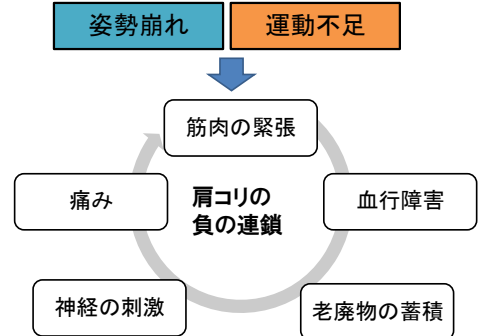 姿勢崩れ
運動不足
筋肉の緊張
痛み
肩コリの
負の連鎖
血行障害
神経の刺激
老廃物の蓄積